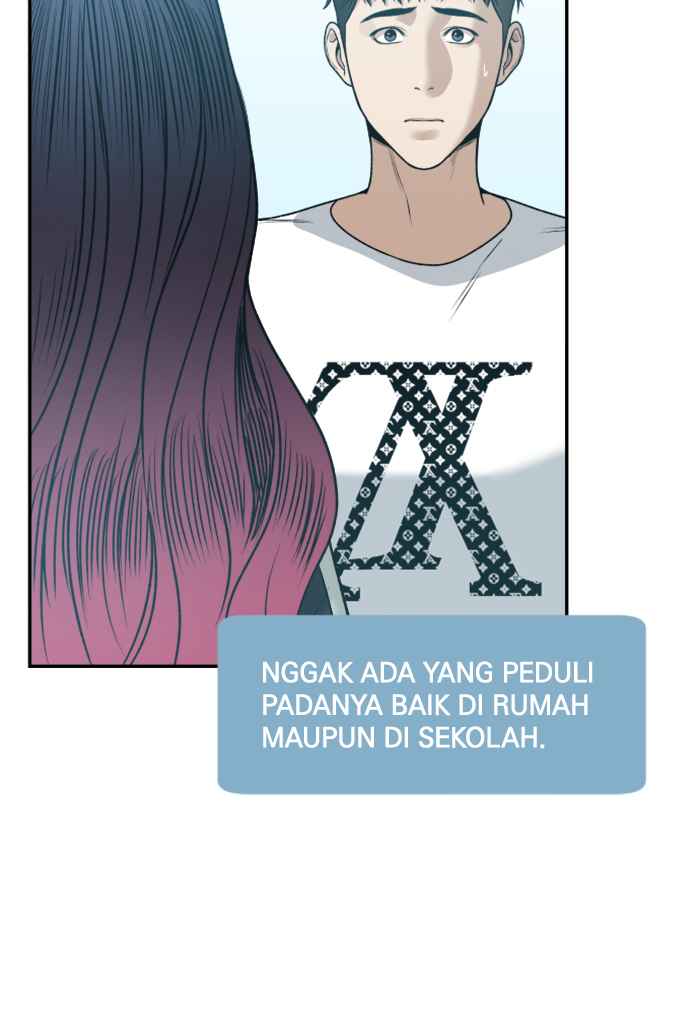 NGGAK ADA YANG PEDULI
PADANYA BAIK DI RUMAH
MAUPUN DI SEKOLAH.